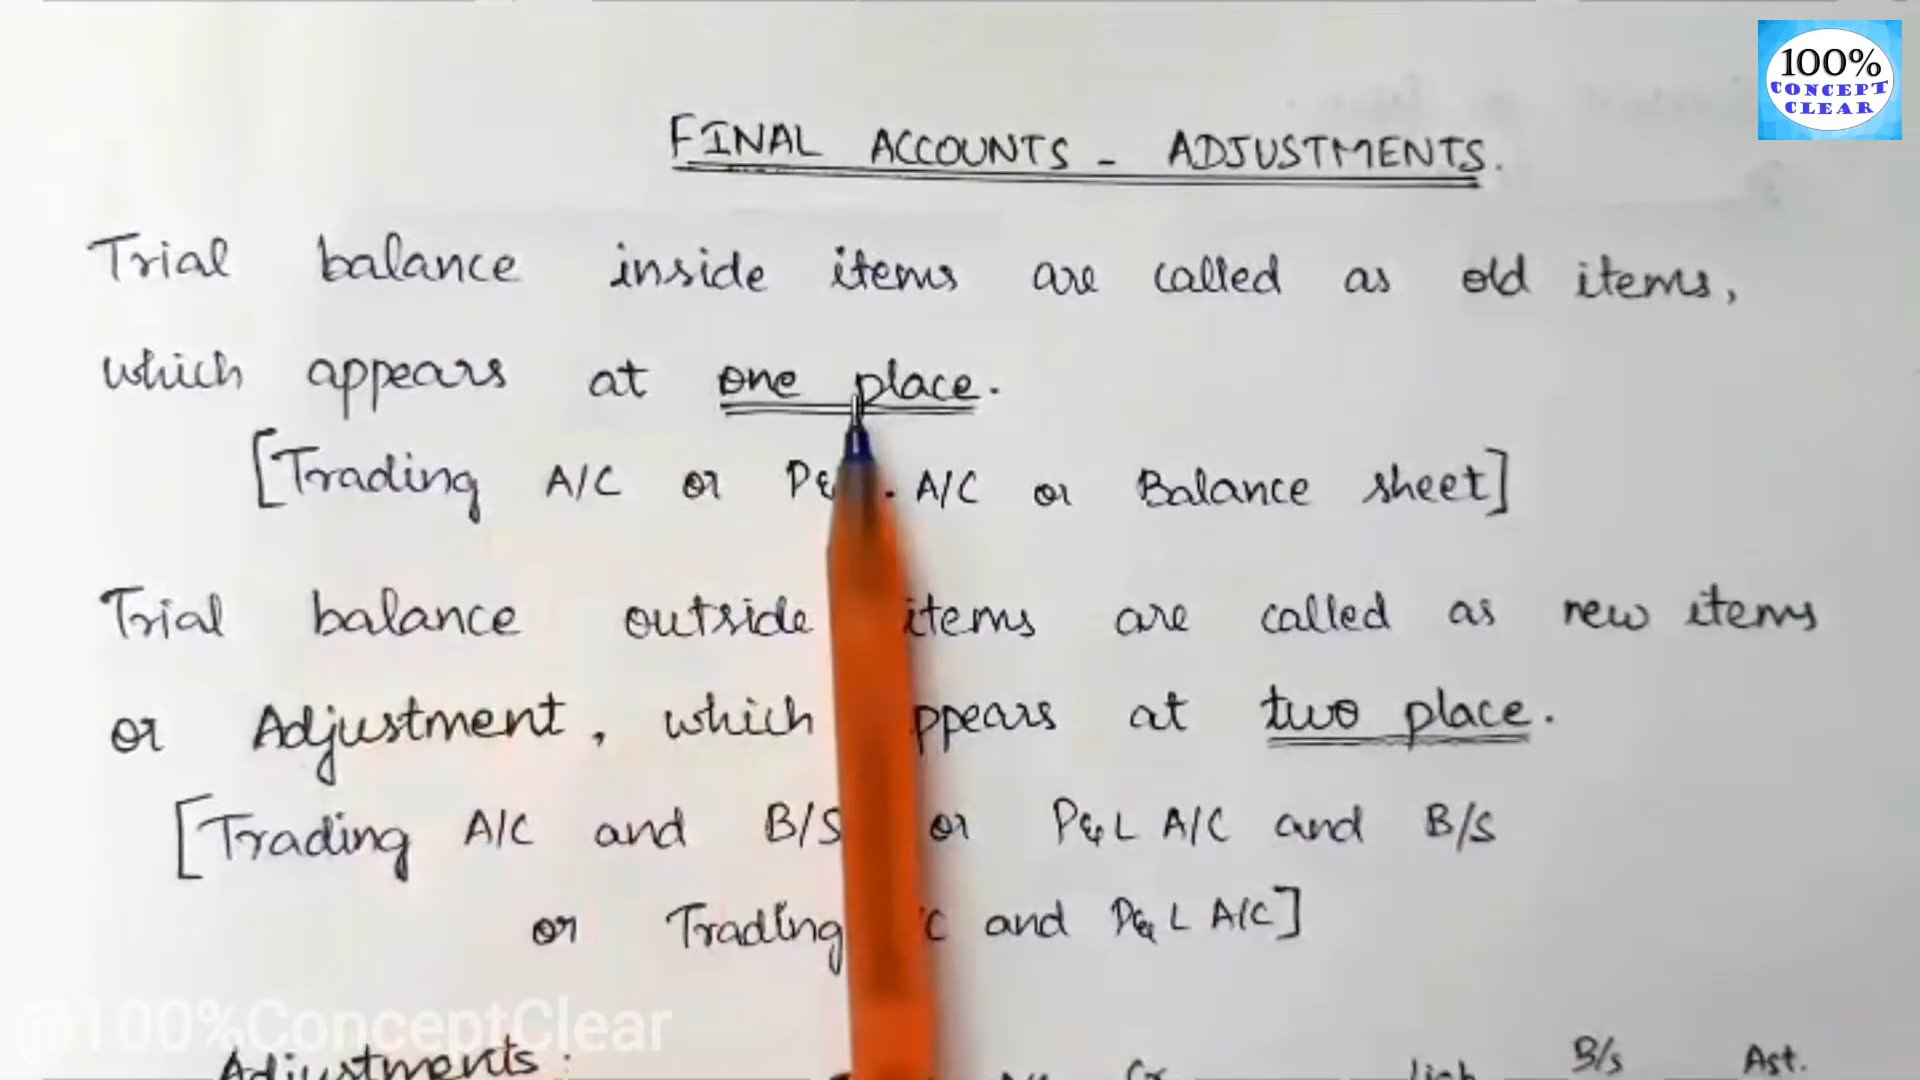 100%
CONCEPT
CLEAR
FINAL ACCOUNTS - ADJUSTMENTS.
Trial balance inside items are called as old items,
which appears at one place.
[Trading A/C or P& . A/C or Balance sheet]
Trial balance outside items are called as new items
or Adjustment, which ppears at two place.
[Trading A/C and B/S or P&L A/C and B/S
or Trading C and P&L A/C]
@100%ConceptClear
Adjustments: Cr B/s Ast.